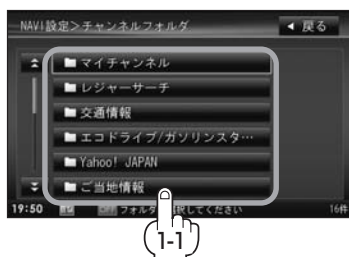 NAVI設定>チャンネルフォルダ
戻る
マイチャンネル
レジャーサーチ
交通情報
エコドライブ/ガソリンスタ…
Yahoo! JAPAN
ご当地情報
19:50 フォルダ 択してください 16件
1-1